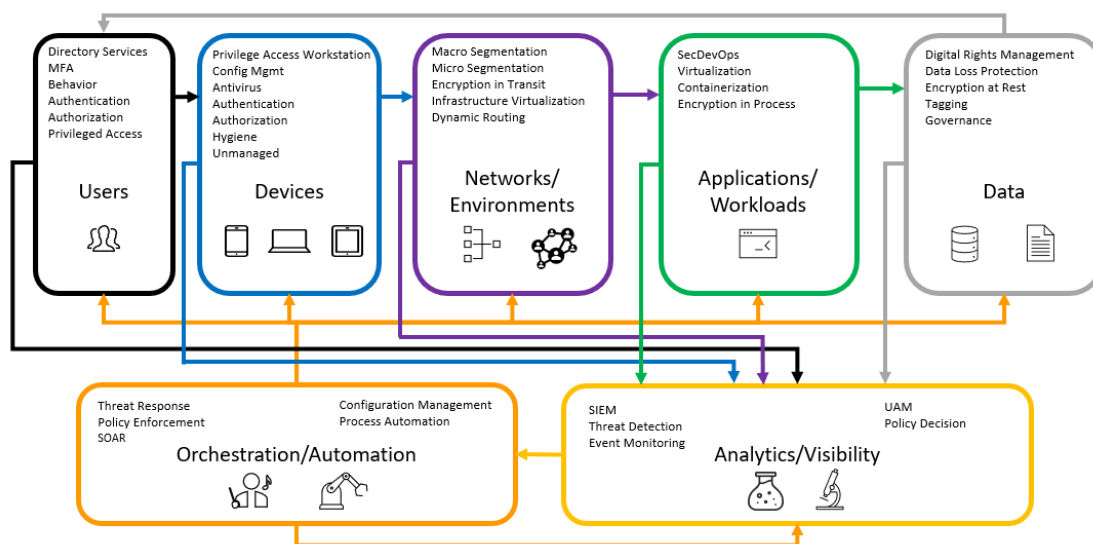 Directory Services
MFA
Behavior
Authentication
Authorization
Privileged Access
Users
Privilege Access Workstation
Config Mgmt
Antivirus
Authentication
Authorization
Hygiene
Unmanaged
Devices
Macro Segmentation
Micro Segmentation
Encryption in Transit
Infrastructure Virtualization
Dynamic Routing
Networks/
Environments
SecDevOps
Virtualization
Containerization
Encryption in Process
Applications/
Workloads
Digital Rights Management
Data Loss Protection
Encryption at Rest
Tagging
Governance
Data
Threat Response
Policy Enforcement
SOAR
Configuration Management
Process Automation
Orchestration/Automation
SIEM
Threat Detection
Event Monitoring
UAM
Policy Decision
Analytics/Visibility